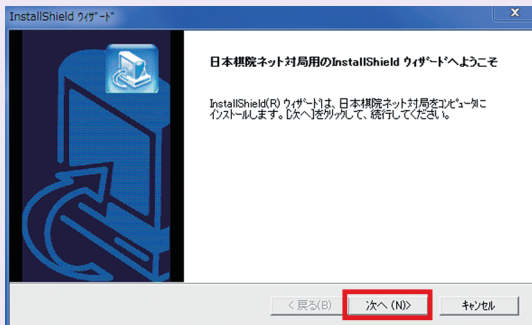 InstallShield ウィザード
日本棋院ネット対局用のInstallShield ウィザードへようこそ
InstallShield(R) ウィザードは、日本棋院ネット対局をコンピュータに
インストールします。[次へ]をクリックして、続行してください。
< 戻る(B)
次へ (N)>
キャンセル